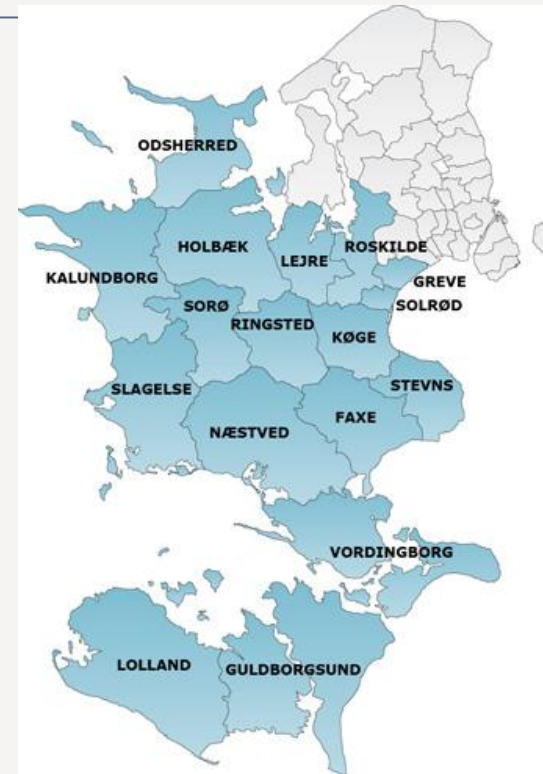 ODSHERRED
HOLBÆK
LEJRE
ROSKILDE
KALUNDBORG
GREVE
SOLRØD
SORØ
RINGSTED
KØGE
SLAGELSE
STEVNS
FAXE
NÆSTVED
VORDINGBORG
LOLLAND
GULDBORGSUND